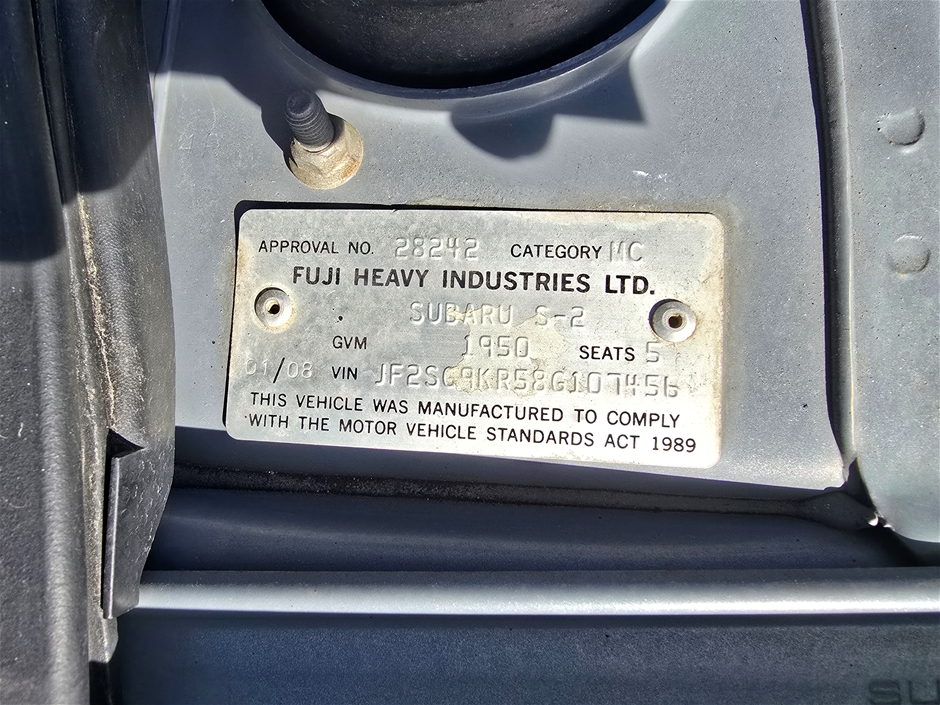 APPROVAL NO. 28242 CATEGORY MC
FUJI HEAVY INDUSTRIES LTD.
SUBARU S-2
GVM 1950 SEATS 5
01/08 VIN JF2SG9KR58G107456
THIS VEHICLE WAS MANUFACTURED TO COMPLY
WITH THE MOTOR VEHICLE STANDARDS ACT 1989
SU